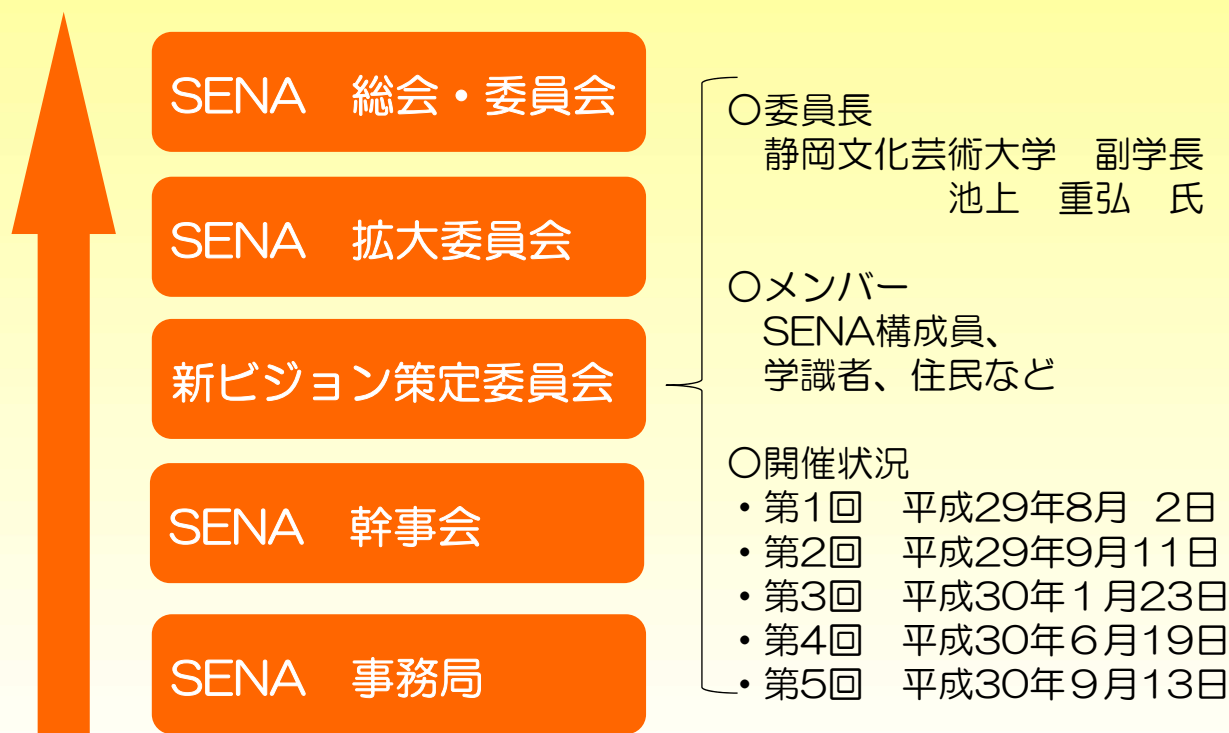 SENA　総会・委員会
SENA　拡大委員会
新ビジョン策定委員会
SENA　幹事会
SENA　事務局
〇委員長
静岡文化芸術大学　副学長
池上　重弘　氏
〇メンバー
SENA構成員、
学識者、住民など
〇開催状況
・第1回　平成29年8月 2日
・第2回　平成29年9月11日
・第3回　平成30年１月23日
・第4回　平成30年６月19日
・第5回　平成30年９月13日